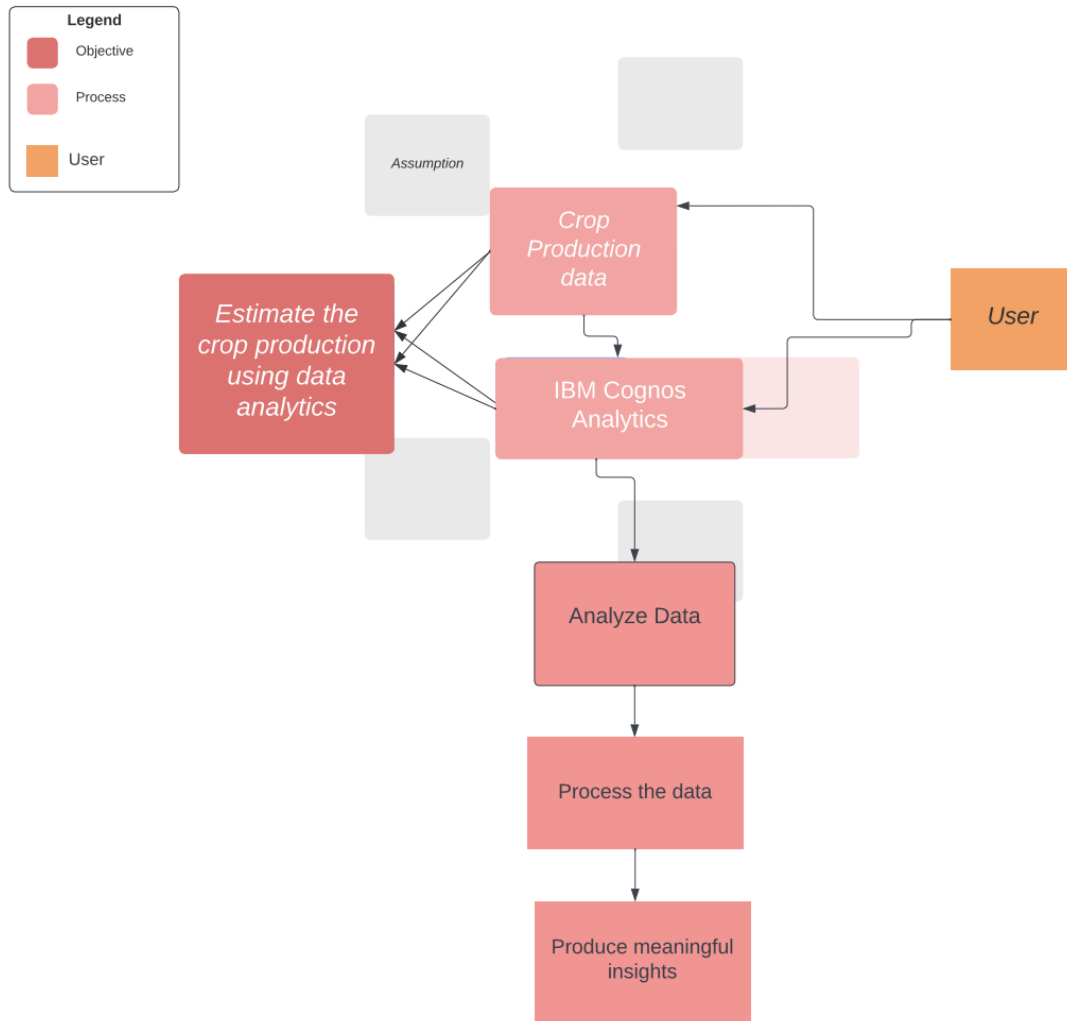 Legend
Objective
Process
User
Assumption
Crop
Production
data
Estimate the
crop production
using data
analytics
User
IBM Cognos
Analytics
Analyze Data
Process the data
Produce meaningful
insights